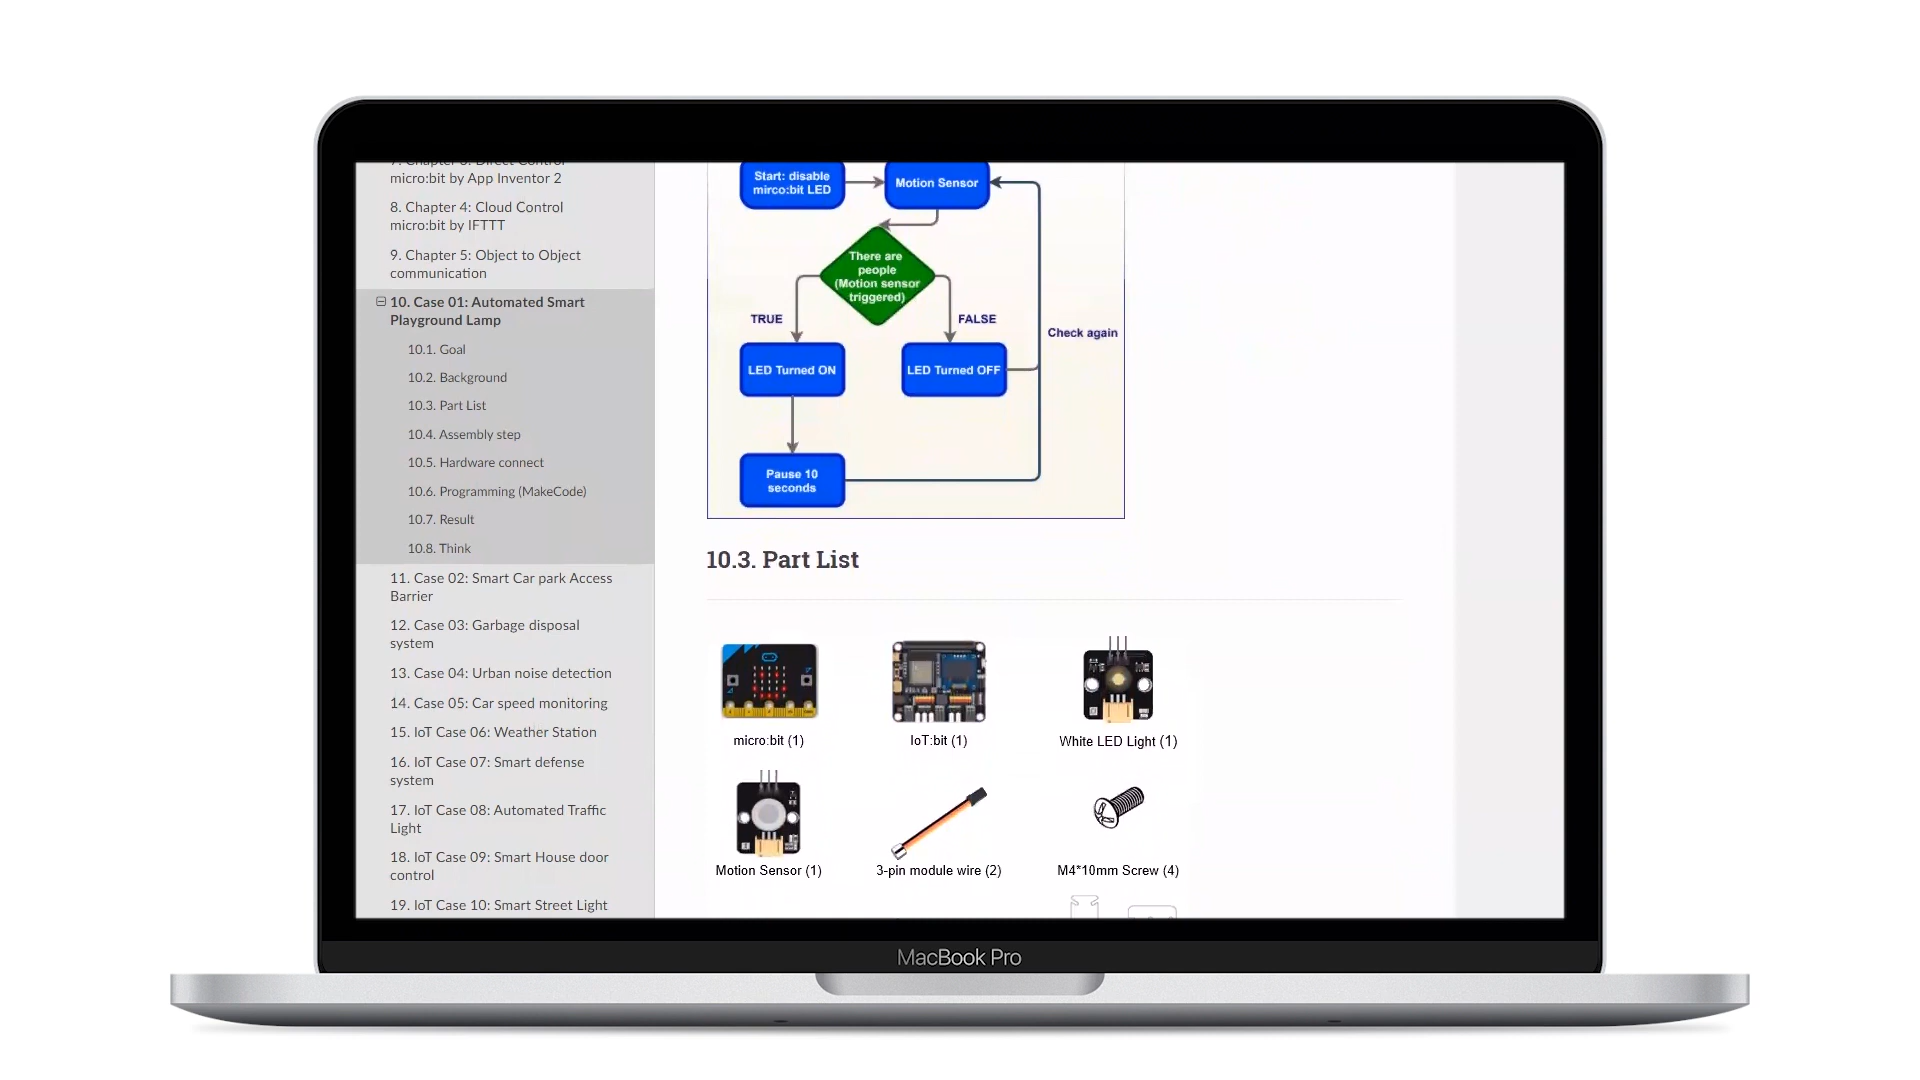 7. Chapter 3: Direct Control
micro:bit by App Inventor 2
8. Chapter 4: Cloud Control
micro:bit by IFTTT
9. Chapter 5: Object to Object
communication
10. Case 01: Automated Smart
Playground Lamp
10.1. Goal
10.2. Background
10.3. Part List
10.4. Assembly step
10.5. Hardware connect
10.6. Programming (MakeCode)
10.7. Result
10.8. Think
11. Case 02: Smart Car park Access
Barrier
12. Case 03: Garbage disposal
system
13. Case 04: Urban noise detection
14. Case 05: Car speed monitoring
15. IoT Case 06: Weather Station
16. IoT Case 07: Smart defense
system
17. IoT Case 08: Automated Traffic
Light
18. IoT Case 09: Smart House door
control
19. IoT Case 10: Smart Street Light
Start: disable
mirco:bit LED
Motion Sensor
There are
people
(Motion sensor
triggered)
TRUE
FALSE
Check again
LED Turned ON
LED Turned OFF
Pause 10
seconds
10.3. Part List
micro:bit (1)
IoT:bit (1)
White LED Light (1)
Motion Sensor (1)
3-pin module wire (2)
M4*10mm Screw (4)
MacBook Pro